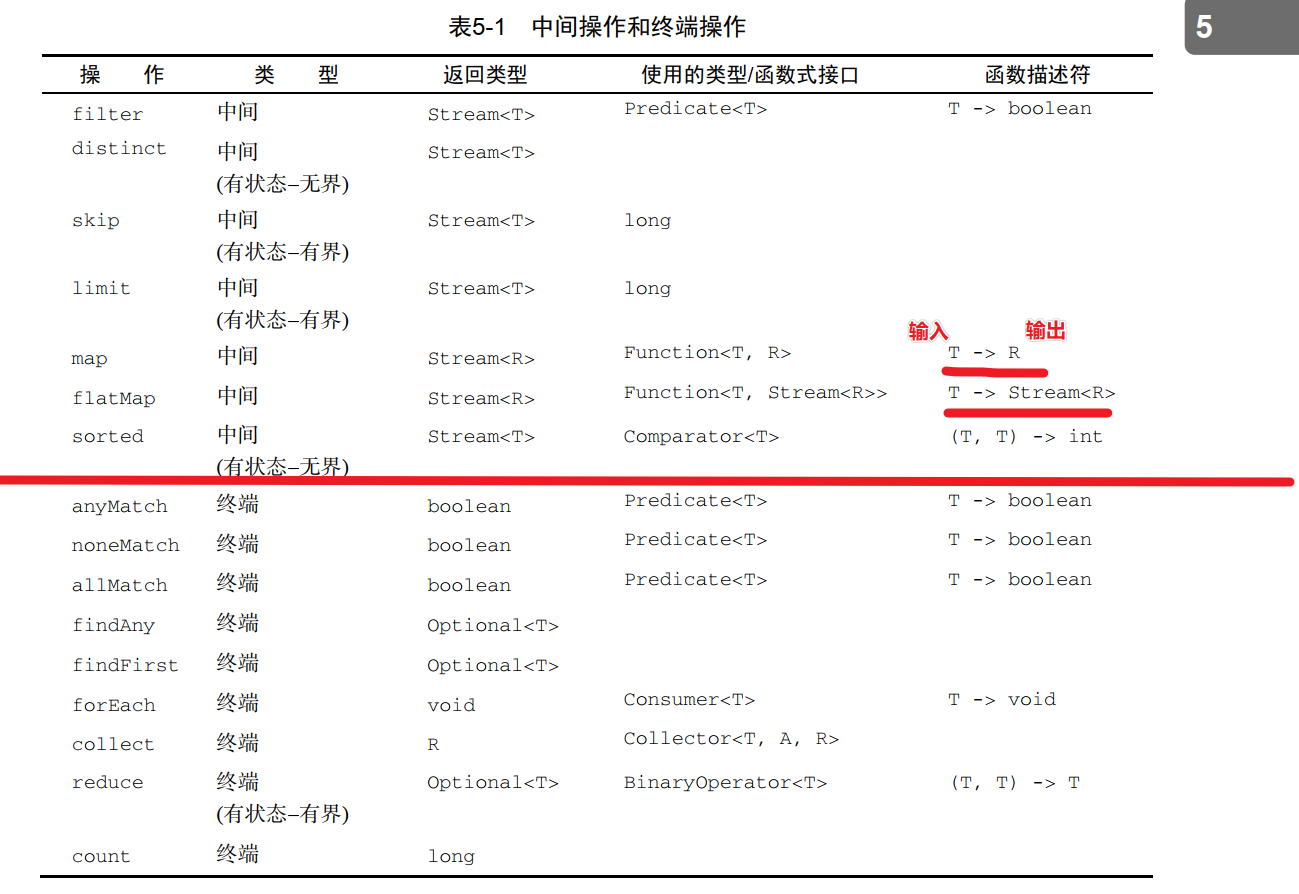 表5-1 中间操作和终端操作
5
操 作 类 型 返回类型 使用的类型/函数式接口 函数描述符
filter 中间 Stream<T> Predicate<T> T -> boolean
distinct 中间 Stream<T>
(有状态–无界)
skip 中间 Stream<T> long
(有状态–有界)
limit 中间 Stream<T> long
(有状态–有界)
输入 输出
map 中间 Stream<R> Function<T, R> T -> R
flatMap 中间 Stream<R> Function<T, Stream<R>> T -> Stream<R>
sorted 中间 Stream<T> Comparator<T> (T, T) -> int
(有状态–无界)
anyMatch 终端 boolean Predicate<T> T -> boolean
noneMatch 终端 boolean Predicate<T> T -> boolean
allMatch 终端 boolean Predicate<T> T -> boolean
findAny 终端 Optional<T>
findFirst 终端 Optional<T>
forEach 终端 void Consumer<T> T -> void
collect 终端 R Collector<T, A, R>
reduce 终端 Optional<T> BinaryOperator<T> (T, T) -> T
(有状态–有界)
count 终端 long